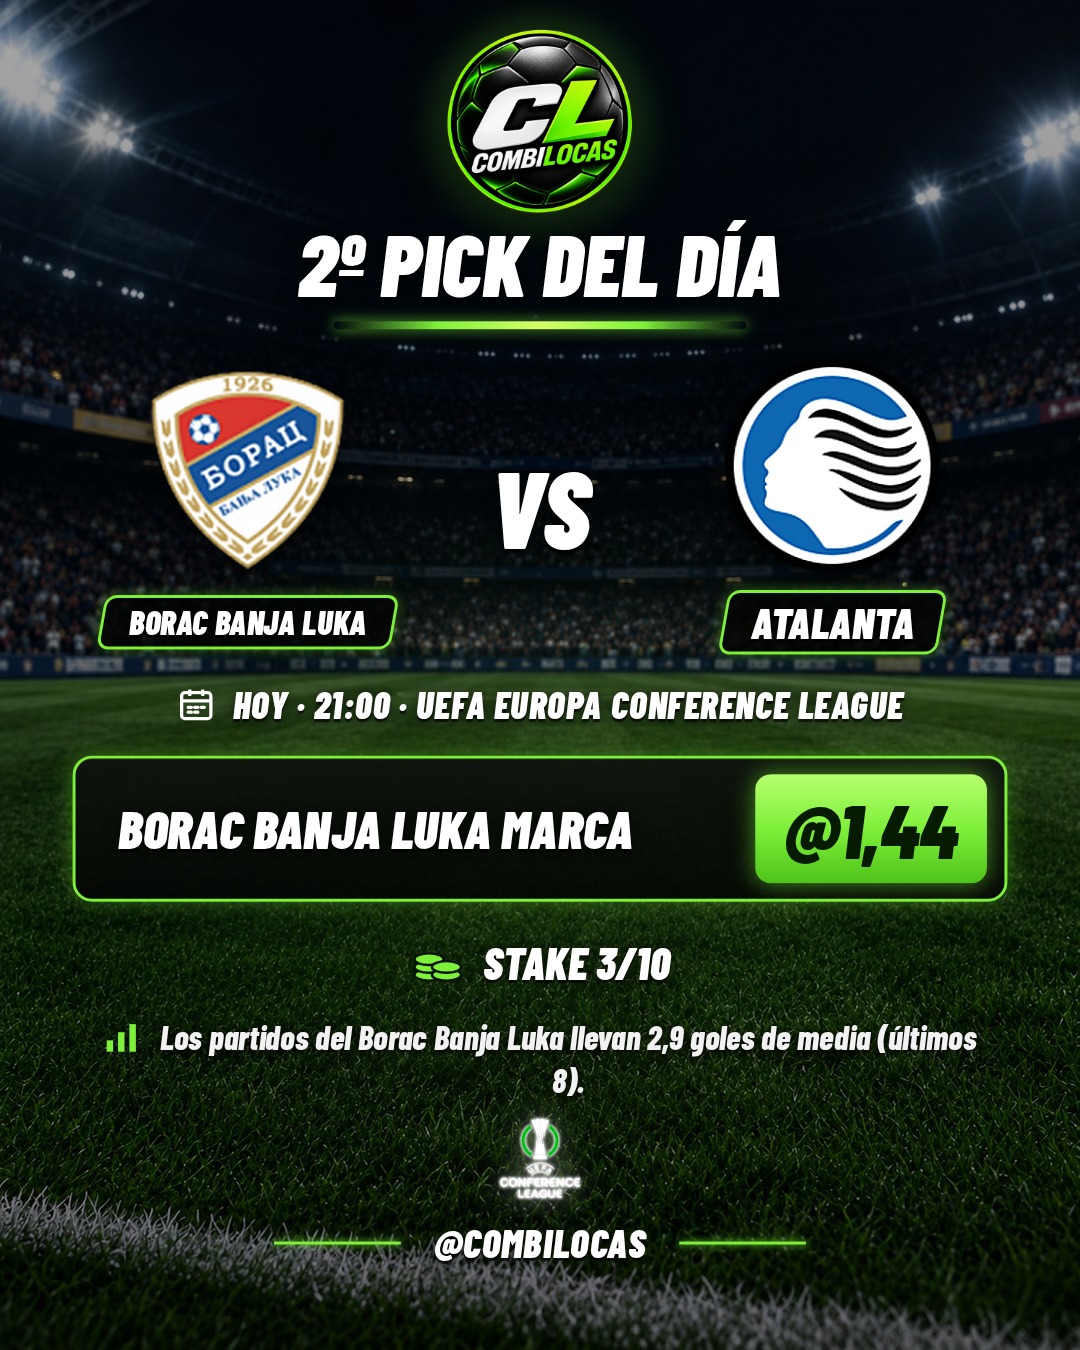 CL
COMBILOCAS
2º PICK DEL DÍA
1926
БОРАЦ
БАЊА ЛУКА
VS
BORAC BANJA LUKA
ATALANTA
HOY · 21:00 · UEFA EUROPA CONFERENCE LEAGUE
BORAC BANJA LUKA MARCA
@1,44
STAKE 3/10
Los partidos del Borac Banja Luka llevan 2,9 goles de media (últimos
8).
UEFA
CONFERENCE
LEAGUE
@COMBILOCAS